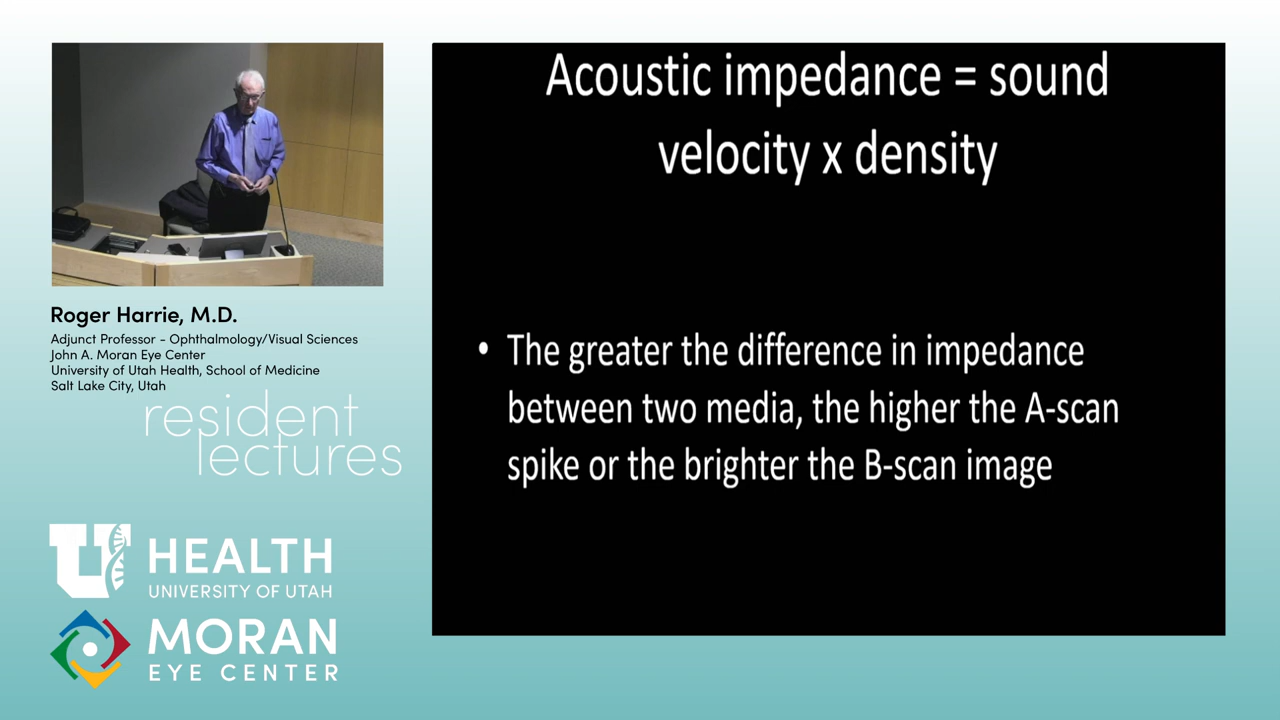 Acoustic impedance = sound
velocity x density
• The greater the difference in impedance
between two media, the higher the A-scan
spike or the brighter the B-scan image
Roger Harrie, M.D.
Adjunct Professor - Ophthalmology/Visual Sciences
John A. Moran Eye Center
University of Utah Health, School of Medicine
Salt Lake City, Utah
resident
lectures
U HEALTH
UNIVERSITY OF UTAH
MORAN
EYE CENTER